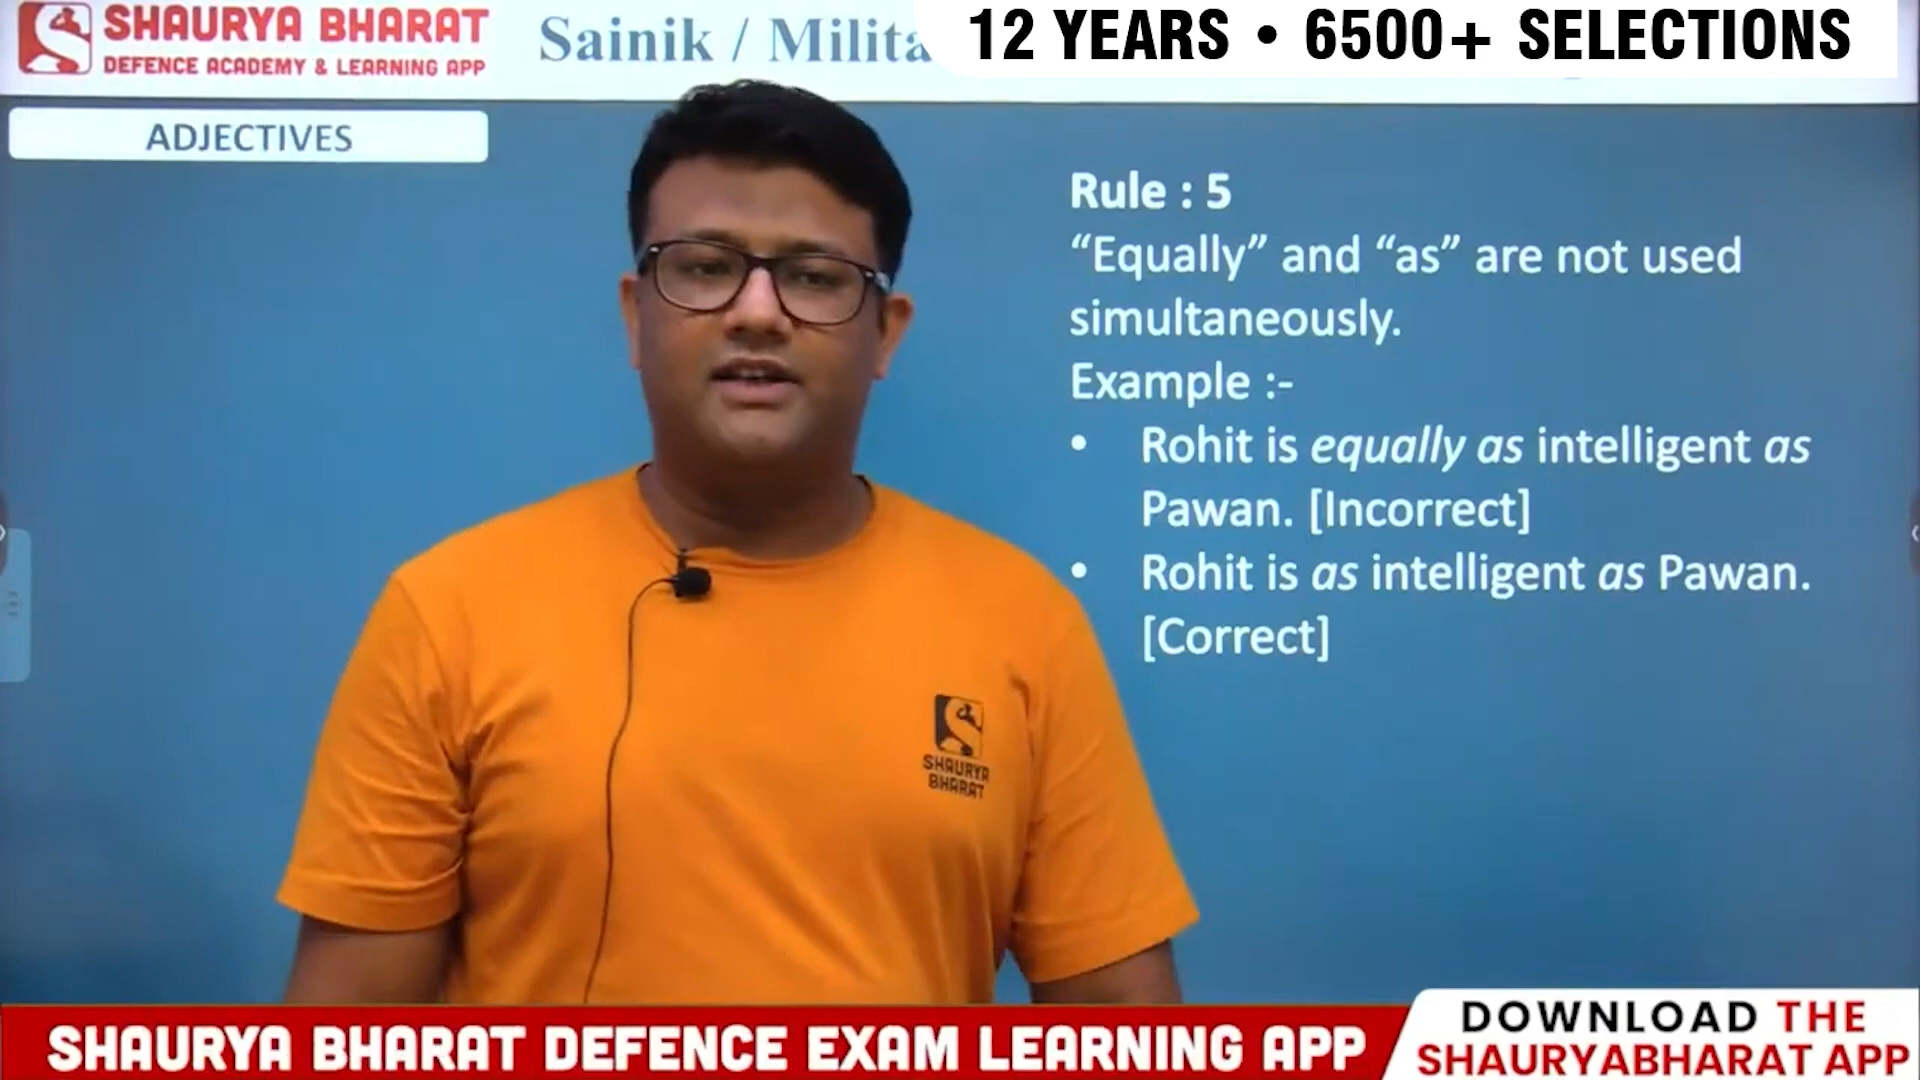 SHAURYA BHARAT
DEFENCE ACADEMY & LEARNING APP
Sainik /
12 YEARS • 6500+ SELECTIONS
ADJECTIVES
Rule : 5
“Equally” and “as” are not used
simultaneously.
Example :-
• Rohit is equally as intelligent as
Pawan. [Incorrect]
• Rohit is as intelligent as Pawan.
[Correct]
SHAURYA
BHARAT
SHAURYA BHARAT DEFENCE EXAM LEARNING APP
DOWNLOAD THE
SHAURYABHARAT APP